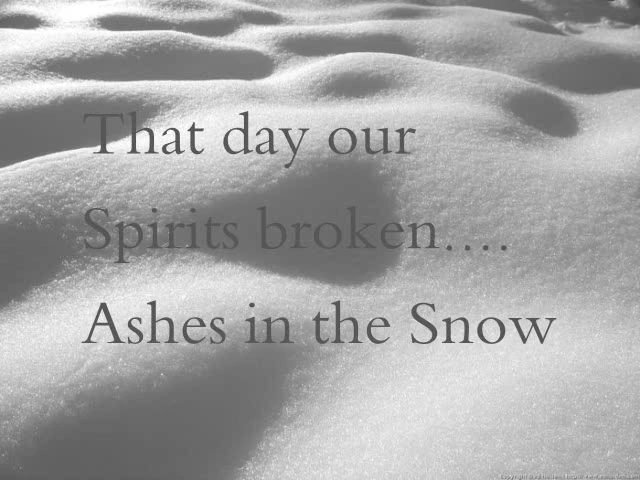 That day our
Spirits broken....
Ashes in the Snow